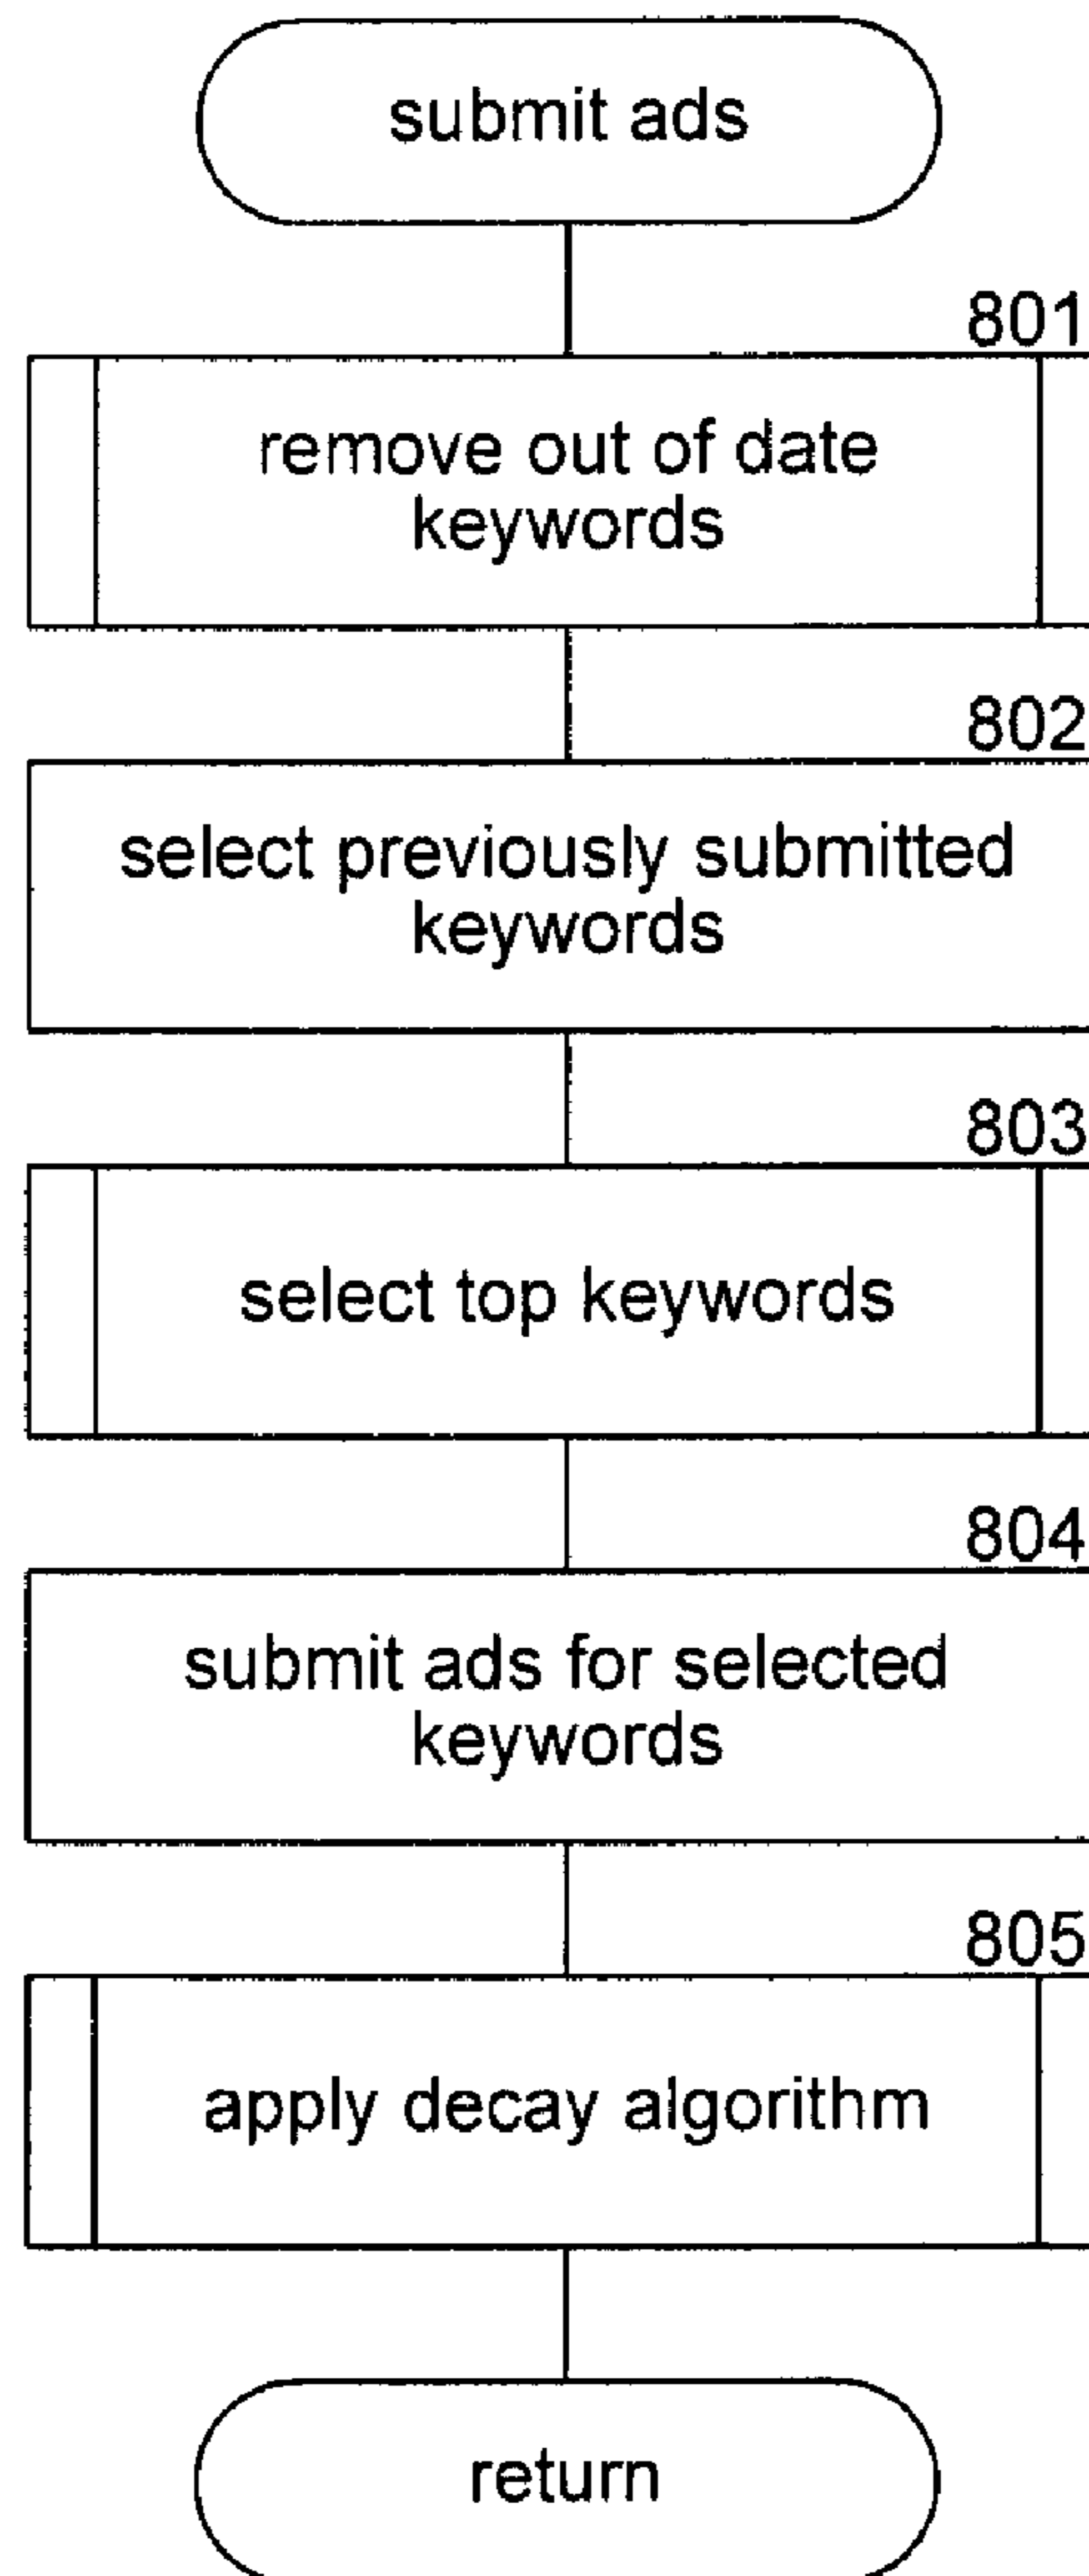 submit ads
801
remove out of date
keywords
802
select previously submitted
keywords
803
select top keywords
804
submit ads for selected
keywords
805
apply decay algorithm
return